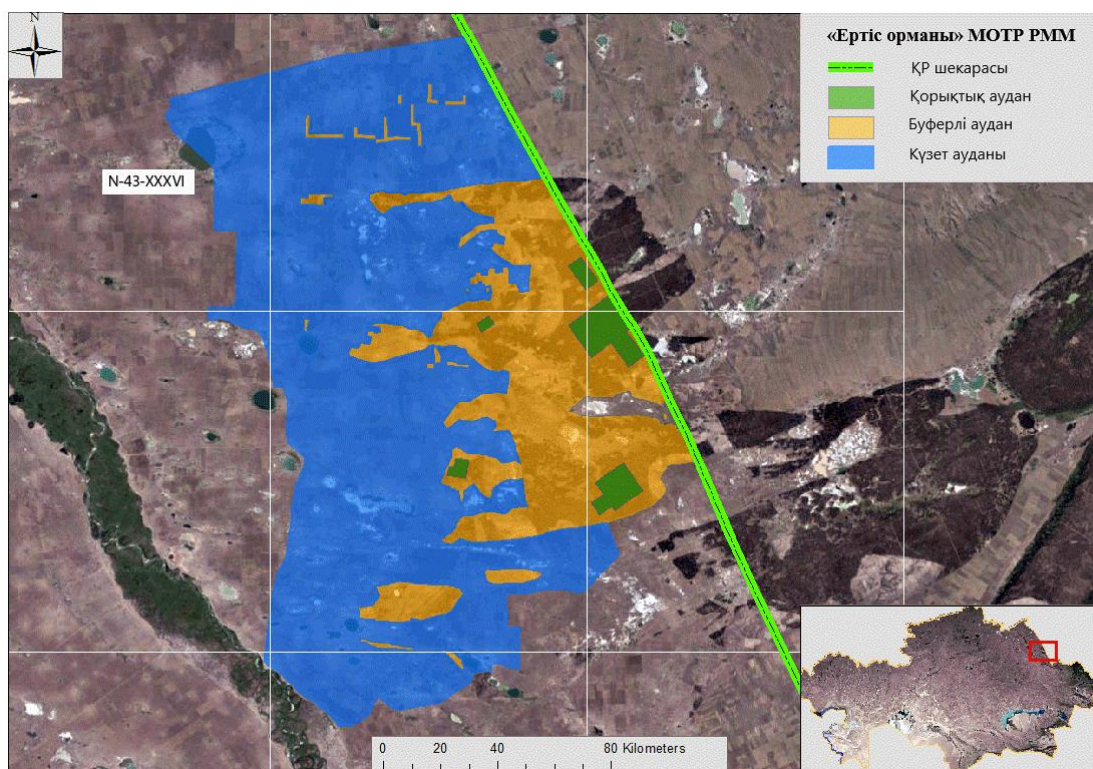 N
«Ертіс орманы» МОТР РММ
ҚР шекарасы
Қорықтық аудан
Буферлі аудан
Күзет ауданы
N-43-XXXVI
0 20 40 80 Kilometers